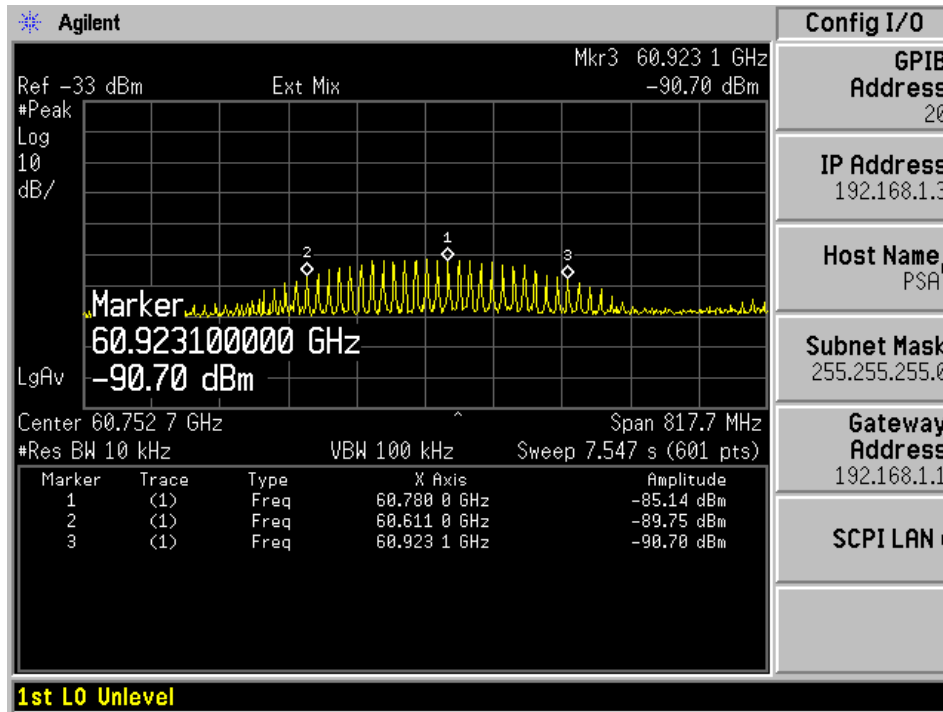 Agilent
Config I/O
Mkr3 60.923 1 GHz
Ref -33 dBm Ext Mix -90.70 dBm
#Peak
Log
10
dB/
1
2
3
Marker
60.923100000 GHz
LgAv -90.70 dBm
Center 60.752 7 GHz ^ Span 817.7 MHz
#Res BW 10 kHz VBW 100 kHz Sweep 7.547 s (601 pts)
Marker Trace Type X Axis Amplitude
1 (1) Freq 60.780 0 GHz -85.14 dBm
2 (1) Freq 60.611 0 GHz -89.75 dBm
3 (1) Freq 60.923 1 GHz -90.70 dBm
GPIB
Address
20
IP Address
192.168.1.3
Host Name,
PSA
Subnet Mask
255.255.255.0
Gateway
Address
192.168.1.1
SCPI LAN
1st LO Unlevel